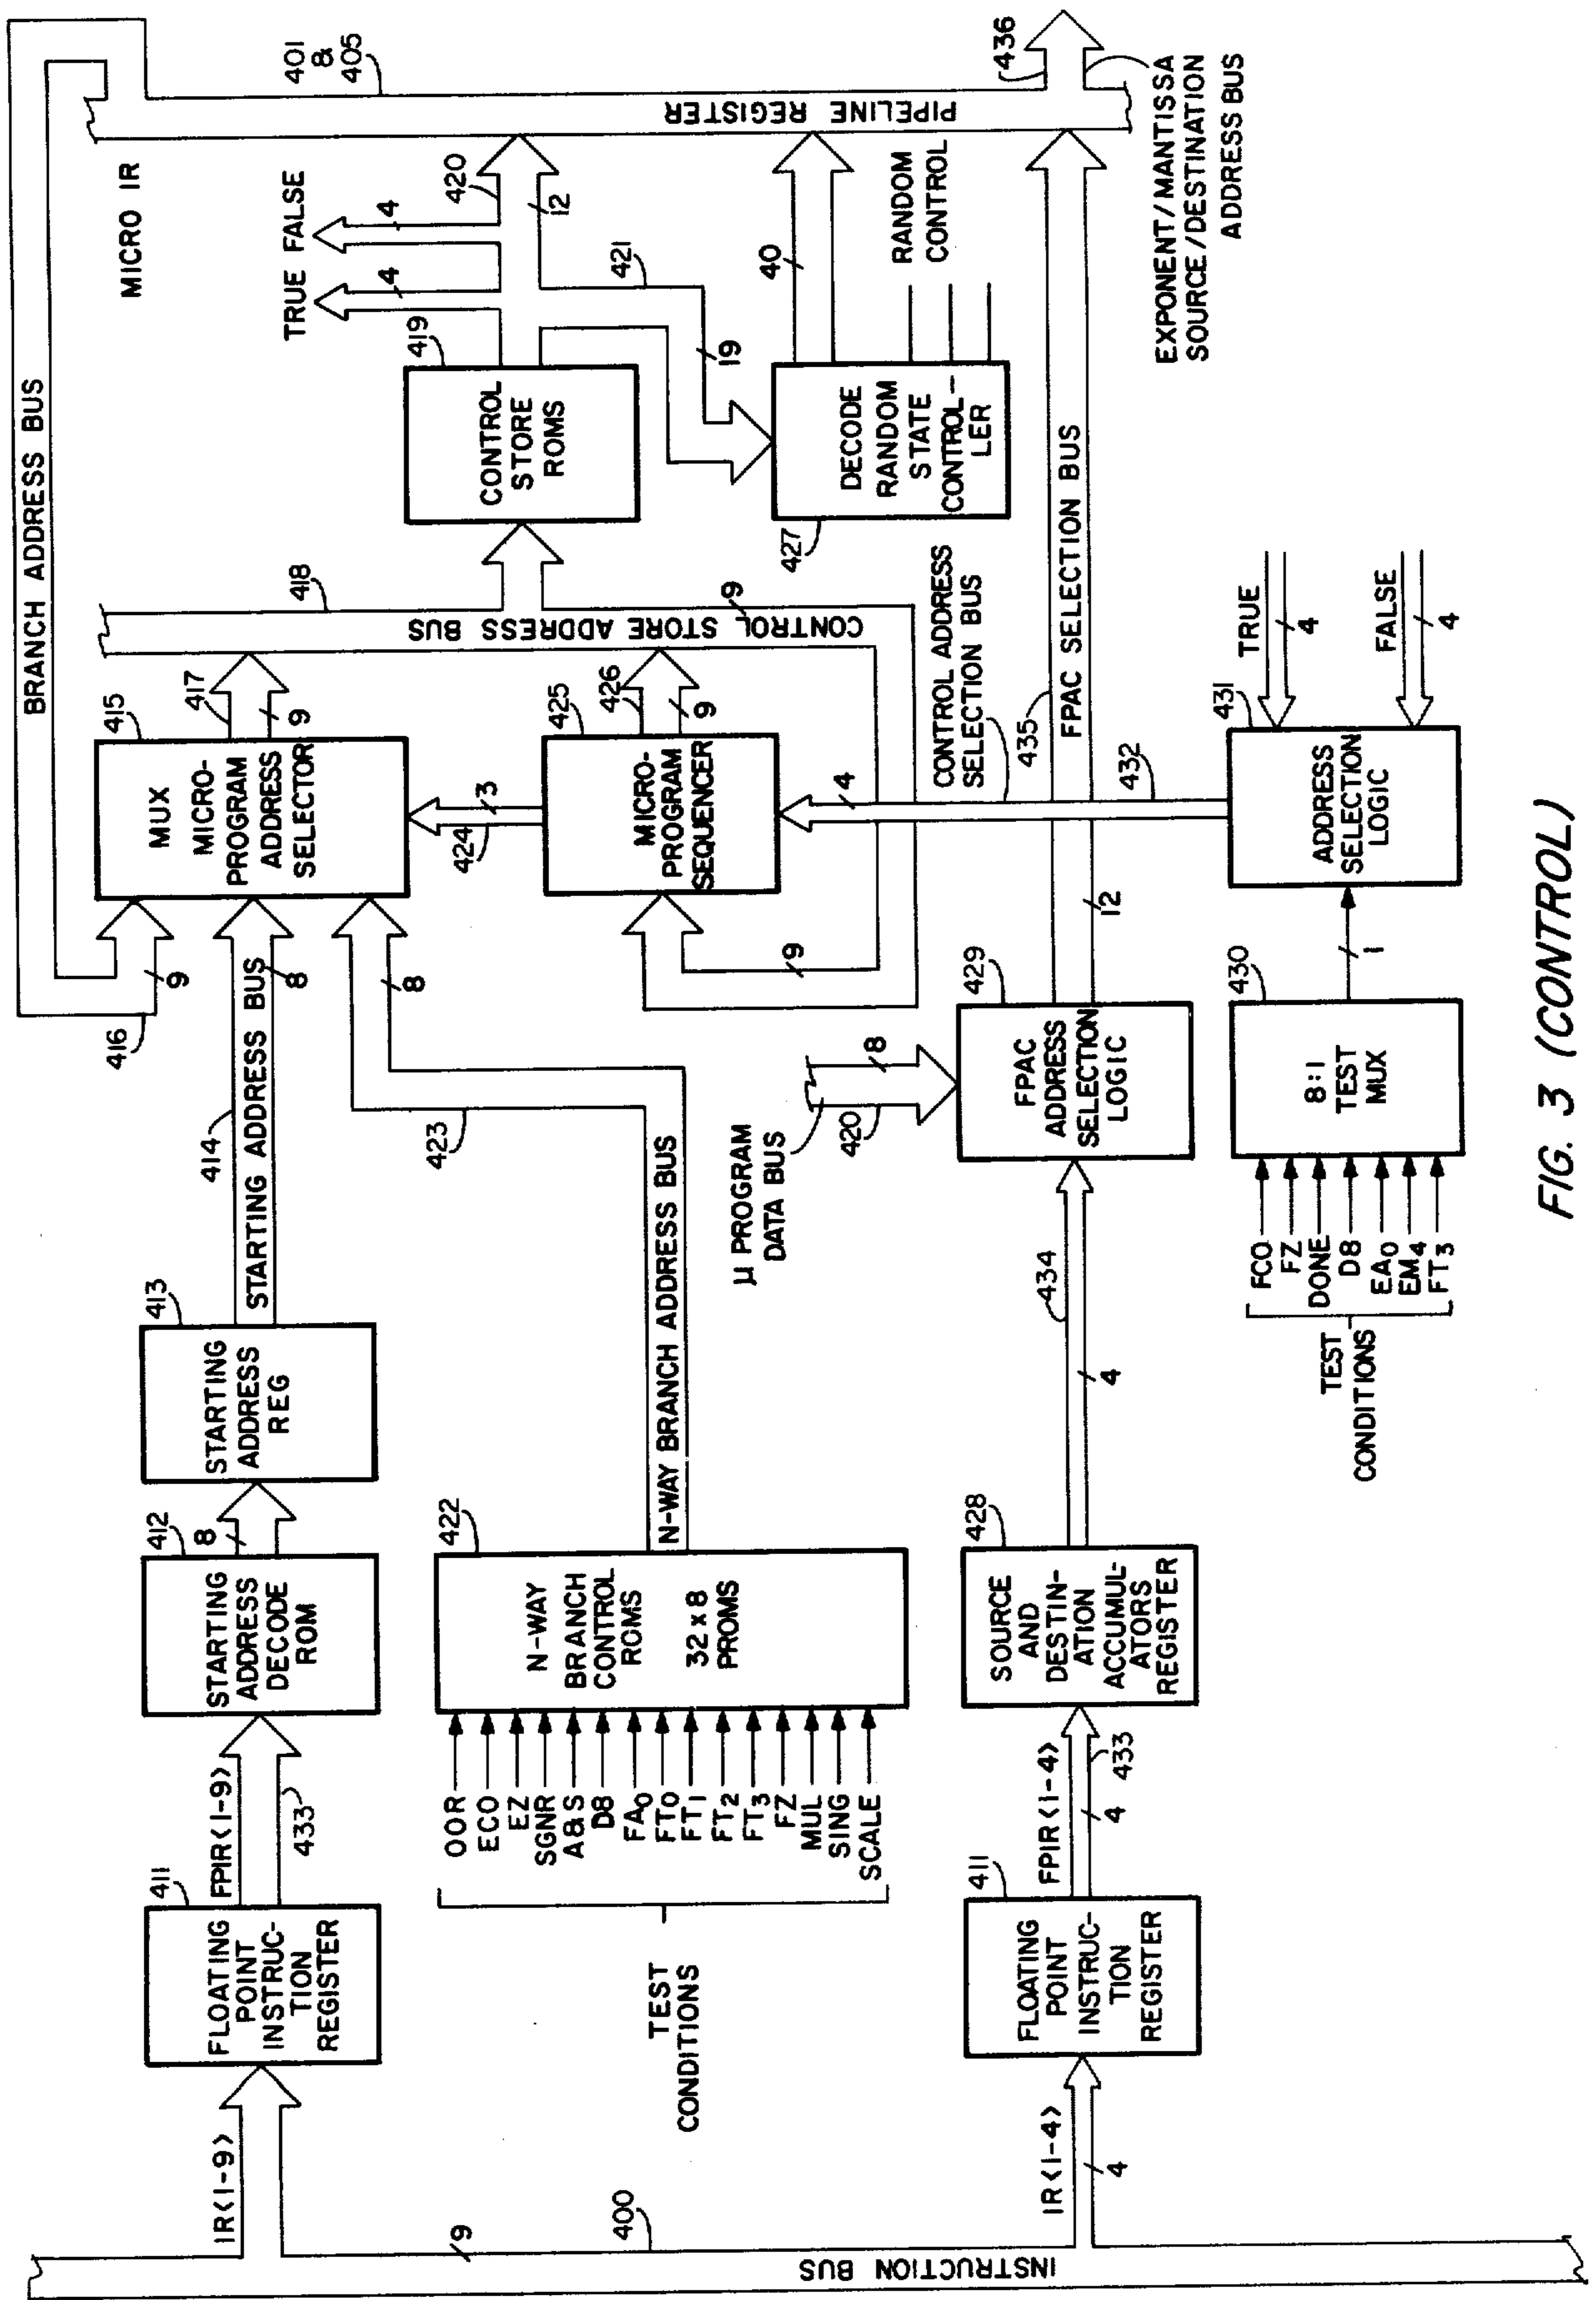 BRANCH ADDRESS BUS
MICRO IR
401
&
405
PIPELINE REGISTER
436
EXPONENT/MANTISSA
SOURCE/DESTINATION
ADDRESS BUS
TRUE FALSE
4
4
420
12
421
19
419
CONTROL
STORE
ROMS
40
RANDOM
CONTROL
DECODE
RANDOM
STATE
CONTROL-
LER
427
418
CONTROL STORE ADDRESS BUS
9
415
417
9
MUX
MICRO-
PROGRAM
ADDRESS
SELECTOR
424
3
425
426
9
MICRO-
PROGRAM
SEQUENCER
4
9
CONTROL ADDRESS
SELECTION BUS
435
FPAC SELECTION BUS
432
12
TRUE
4
FALSE
4
431
ADDRESS
SELECTION
LOGIC
1
416
9
414
STARTING ADDRESS BUS
8
8
423
N-WAY BRANCH ADDRESS BUS
μ PROGRAM
DATA BUS
420
8
429
FPAC
ADDRESS
SELECTION
LOGIC
430
8:1
TEST
MUX
FCO
FZ
DONE
D8
EA0
EM4
FT3
TEST
CONDITIONS
413
STARTING
ADDRESS
REG
412
8
STARTING
ADDRESS
DECODE
ROM
422
N-WAY
BRANCH
CONTROL
ROMS
32 x 8
PROMS
OOR
ECO
EZ
SGNR
A&S
D8
FA0
FT0
FT1
FT2
FT3
FZ
MUL
SING
SCALE
TEST
CONDITIONS
434
4
428
SOURCE
AND
DESTIN-
ATION
ACCUMUL-
ATORS
REGISTER
FPIR<1-9>
433
411
FLOATING
POINT
INSTRUC-
TION
REGISTER
FPIR<1-4>
433
4
411
FLOATING
POINT
INSTRUC-
TION
REGISTER
IR<1-9>
IR<1-4>
4
9
400
INSTRUCTION BUS
FIG. 3 (CONTROL)